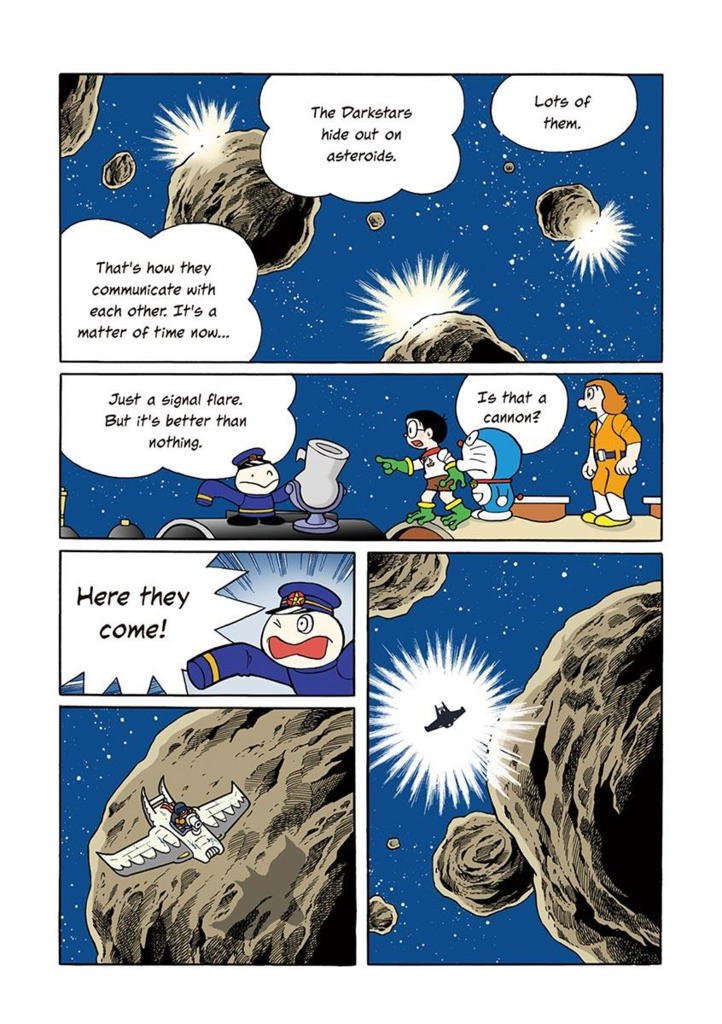 Lots of
them.
The Darkstars
hide out on
asteroids.
That's how they
communicate with
each other. It's a
matter of time now...
Is that a
cannon?
Just a signal flare.
But it's better than
nothing.
Here they
come!